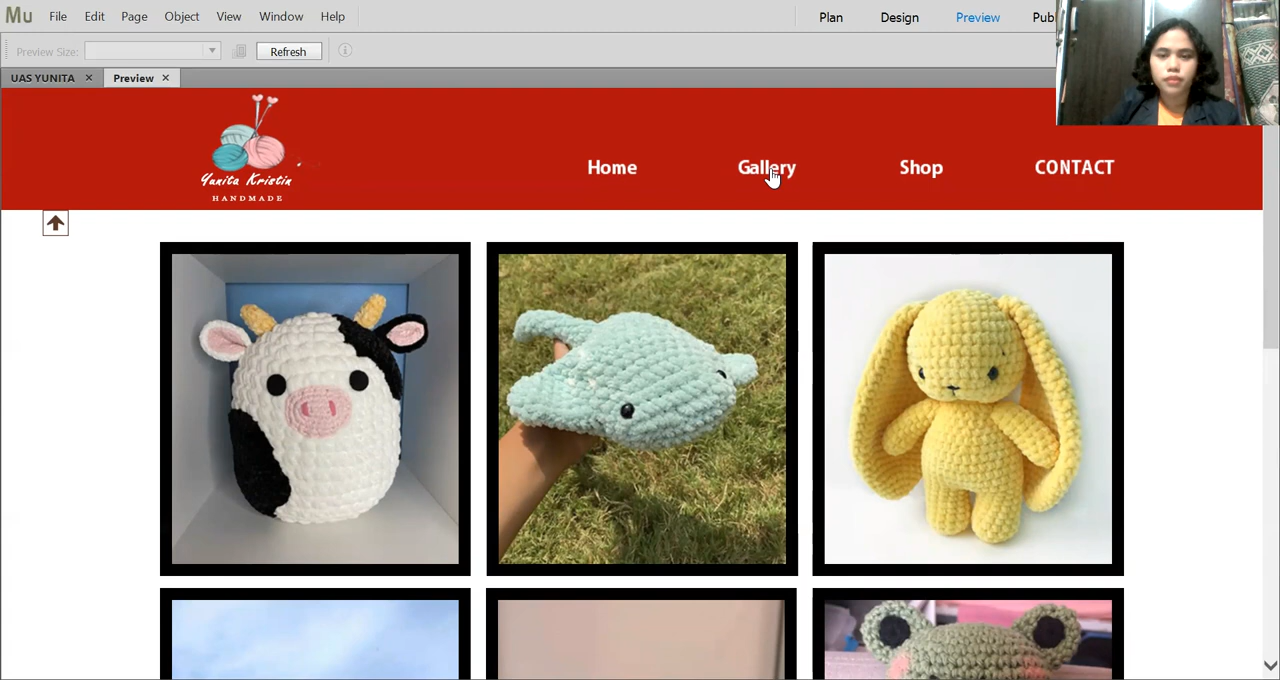 Mu File Edit Page Object View Window Help Plan Design Preview
Preview Size: Refresh
UAS YUNITA Preview
Home Gallery Shop CONTACT
Yunita Kristin
HANDMADE